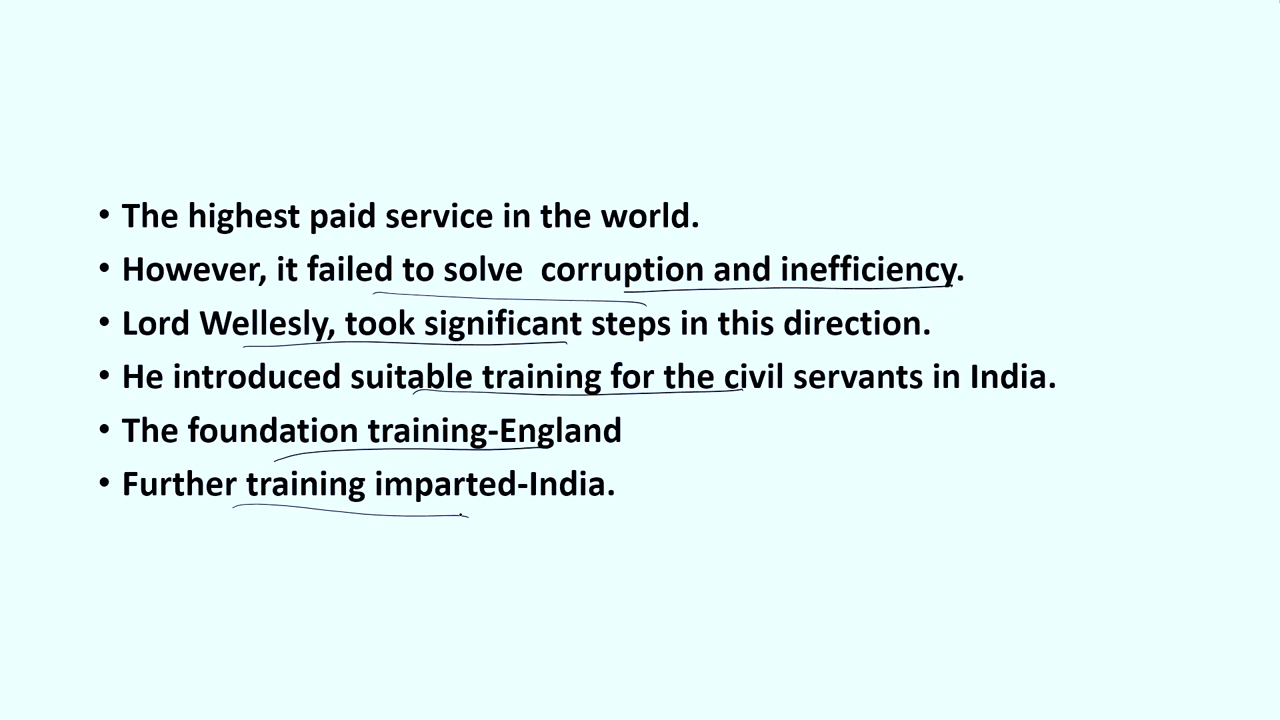 • The highest paid service in the world.
• However, it failed to solve  corruption and inefficiency.
• Lord Wellesly, took significant steps in this direction.
• He introduced suitable training for the civil servants in India.
• The foundation training-England
• Further training imparted-India.